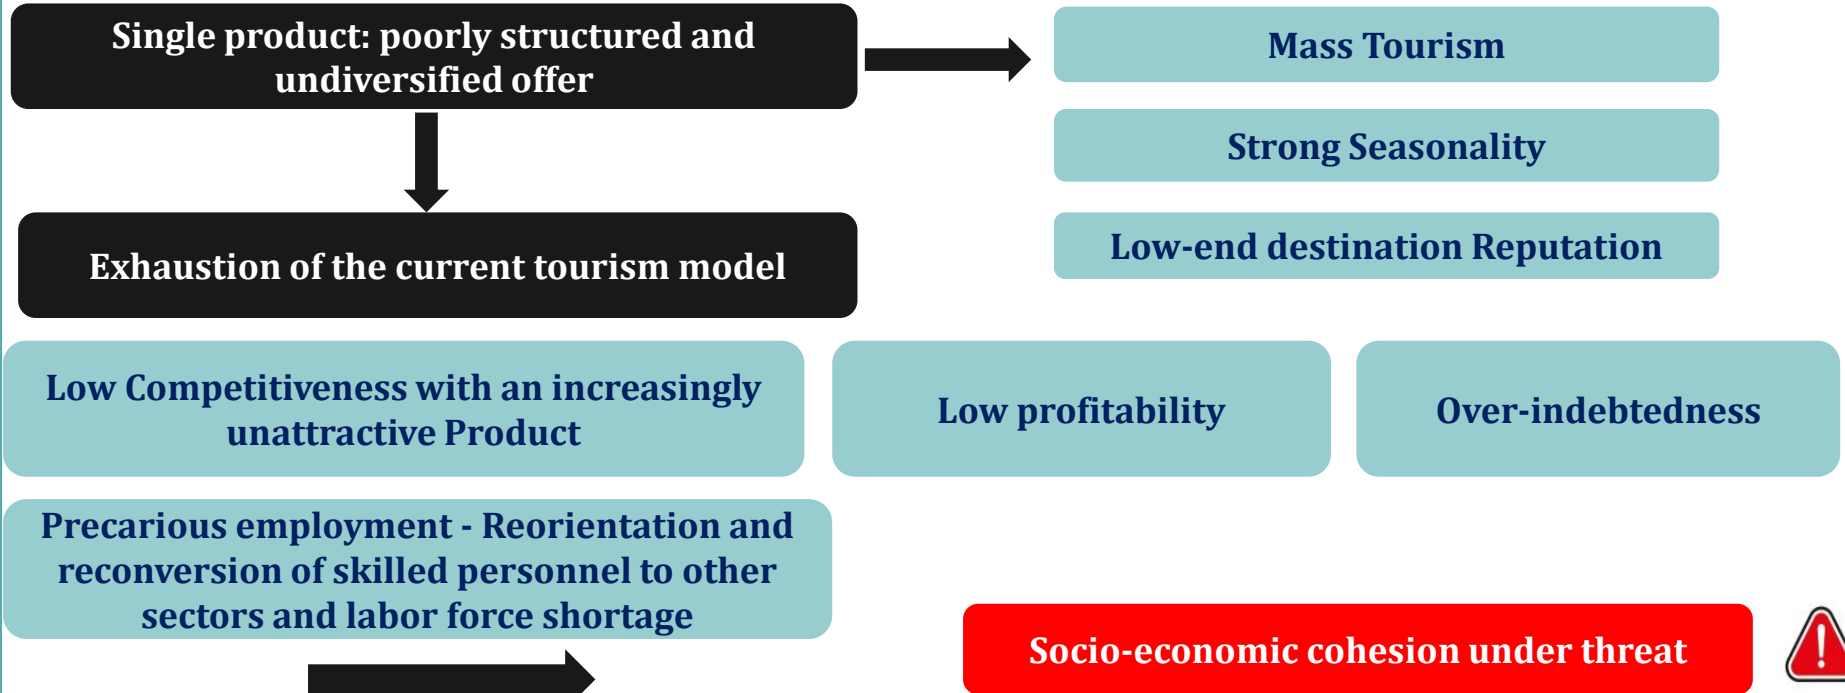 Single product: poorly structured and
undiversified offer
Mass Tourism
Strong Seasonality
Exhaustion of the current tourism model
Low-end destination Reputation
Low Competitiveness with an increasingly
unattractive Product
Low profitability
Over-indebtedness
Precarious employment - Reorientation and
reconversion of skilled personnel to other
sectors and labor force shortage
Socio-economic cohesion under threat